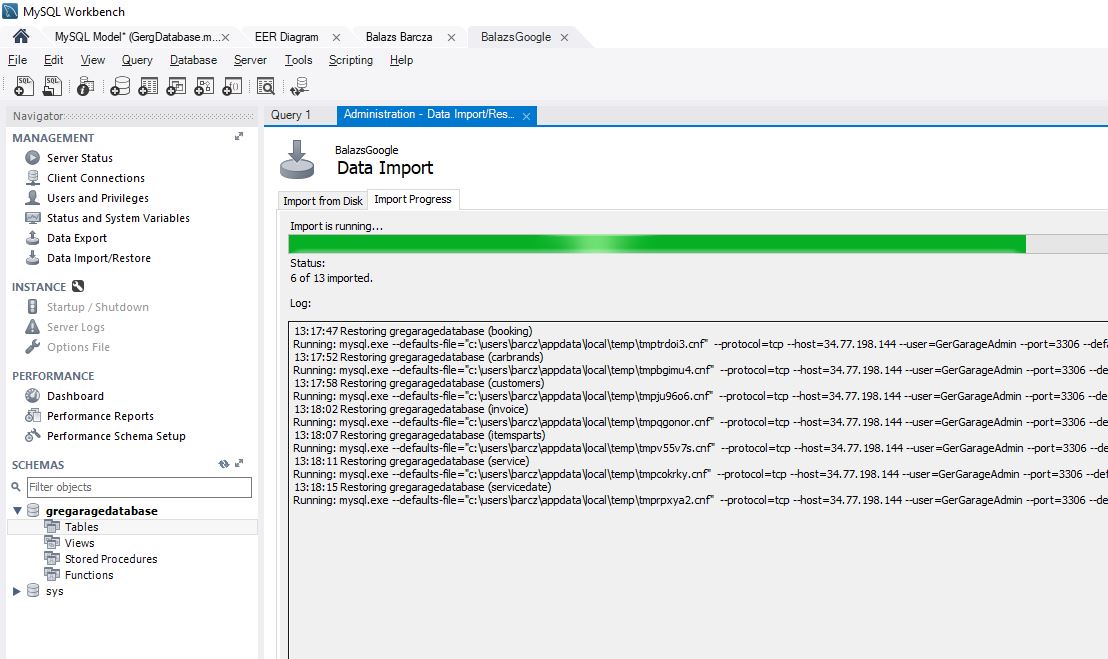 MySQL Workbench
MySQL Model* (GergDatabase.m... EER Diagram Balazs Barcza BalazsGoogle
File Edit View Query Database Server Tools Scripting Help
Navigator
MANAGEMENT
Server Status
Client Connections
Users and Privileges
Status and System Variables
Data Export
Data Import/Restore
INSTANCE
Startup / Shutdown
Server Logs
Options File
PERFORMANCE
Dashboard
Performance Reports
Performance Schema Setup
SCHEMAS
Filter objects
gregaragedatabase
Tables
Views
Stored Procedures
Functions
sys
Query 1 Administration - Data Import/Res...
BalazsGoogle
Data Import
Import from Disk Import Progress
Import is running...
Status:
6 of 13 imported.
Log:
13:17:47 Restoring gregaragedatabase (booking)
Running: mysql.exe --defaults-file="c:\users\barcz\appdata\local\temp\tmptrdoi3.cnf" --protocol=tcp --host=34.77.198.144 --user=GerGarageAdmin --port=3306 --defa
13:17:52 Restoring gregaragedatabase (carbrands)
Running: mysql.exe --defaults-file="c:\users\barcz\appdata\local\temp\tmpbgimu4.cnf" --protocol=tcp --host=34.77.198.144 --user=GerGarageAdmin --port=3306 --de
13:17:58 Restoring gregaragedatabase (customers)
Running: mysql.exe --defaults-file="c:\users\barcz\appdata\local\temp\tmpju96o6.cnf" --protocol=tcp --host=34.77.198.144 --user=GerGarageAdmin --port=3306 --de
13:18:02 Restoring gregaragedatabase (invoice)
Running: mysql.exe --defaults-file="c:\users\barcz\appdata\local\temp\tmpqgonor.cnf" --protocol=tcp --host=34.77.198.144 --user=GerGarageAdmin --port=3306 --de
13:18:07 Restoring gregaragedatabase (itemsparts)
Running: mysql.exe --defaults-file="c:\users\barcz\appdata\local\temp\tmpv55v7s.cnf" --protocol=tcp --host=34.77.198.144 --user=GerGarageAdmin --port=3306 --de
13:18:11 Restoring gregaragedatabase (service)
Running: mysql.exe --defaults-file="c:\users\barcz\appdata\local\temp\tmpcokrky.cnf" --protocol=tcp --host=34.77.198.144 --user=GerGarageAdmin --port=3306 --def
13:18:15 Restoring gregaragedatabase (servicedate)
Running: mysql.exe --defaults-file="c:\users\barcz\appdata\local\temp\tmprpxya2.cnf" --protocol=tcp --host=34.77.198.144 --user=GerGarageAdmin --port=3306 --de